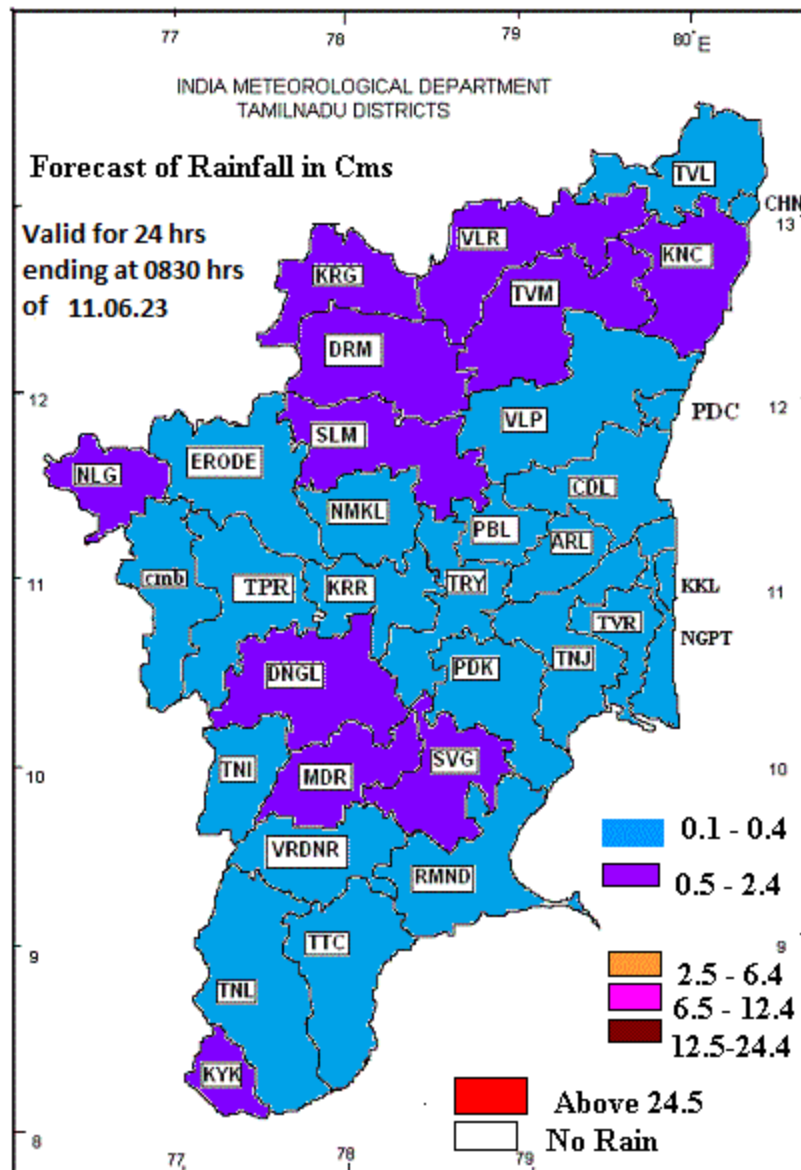 77 78 79 80°E
INDIA METEOROLOGICAL DEPARTMENT
TAMILNADU DISTRICTS
Forecast of Rainfall in Cms
TVL
CHN
13
Valid for 24 hrs
ending at 0830 hrs
of 11.06.23
VLR
KNC
KRG
TVM
DRM
12
12
VLP
PDC
SLM
ERODE
NLG
CDL
NMKL
PBL
ARL
11
cmb
TPR
KRR
TRY
KKL
11
TVR
NGPT
DNGL
PDK
TNJ
10
TNI
MDR
SVG
10
0.1 - 0.4
VRDNR
RMND
0.5 - 2.4
9
TTC
9
2.5 - 6.4
TNL
6.5 - 12.4
12.5-24.4
KYK
Above 24.5
8
No Rain
77 78 79